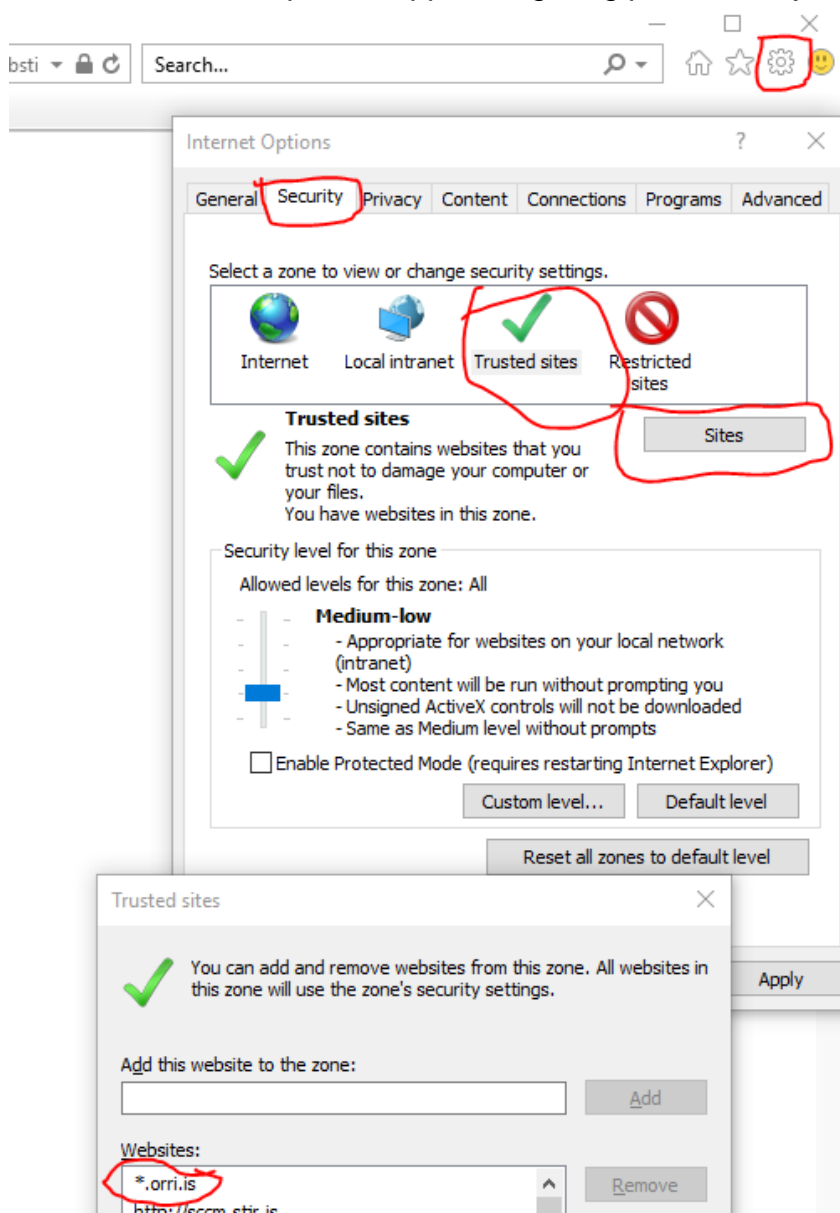 bsti
Search...
Internet Options
?
General Security Privacy Content Connections Programs Advanced
Select a zone to view or change security settings.
Internet Local intranet Trusted sites Restricted sites
Trusted sites
Sites
This zone contains websites that you
trust not to damage your computer or
your files.
You have websites in this zone.
Security level for this zone
Allowed levels for this zone: All
Medium-low
- Appropriate for websites on your local network
(intranet)
- Most content will be run without prompting you
- Unsigned ActiveX controls will not be downloaded
- Same as Medium level without prompts
Enable Protected Mode (requires restarting Internet Explorer)
Custom level... Default level
Reset all zones to default level
Trusted sites
You can add and remove websites from this zone. All websites in
this zone will use the zone's security settings.
Apply
Add this website to the zone:
Add
Websites:
*.orri.is
Remove
http://sccm.stir.is